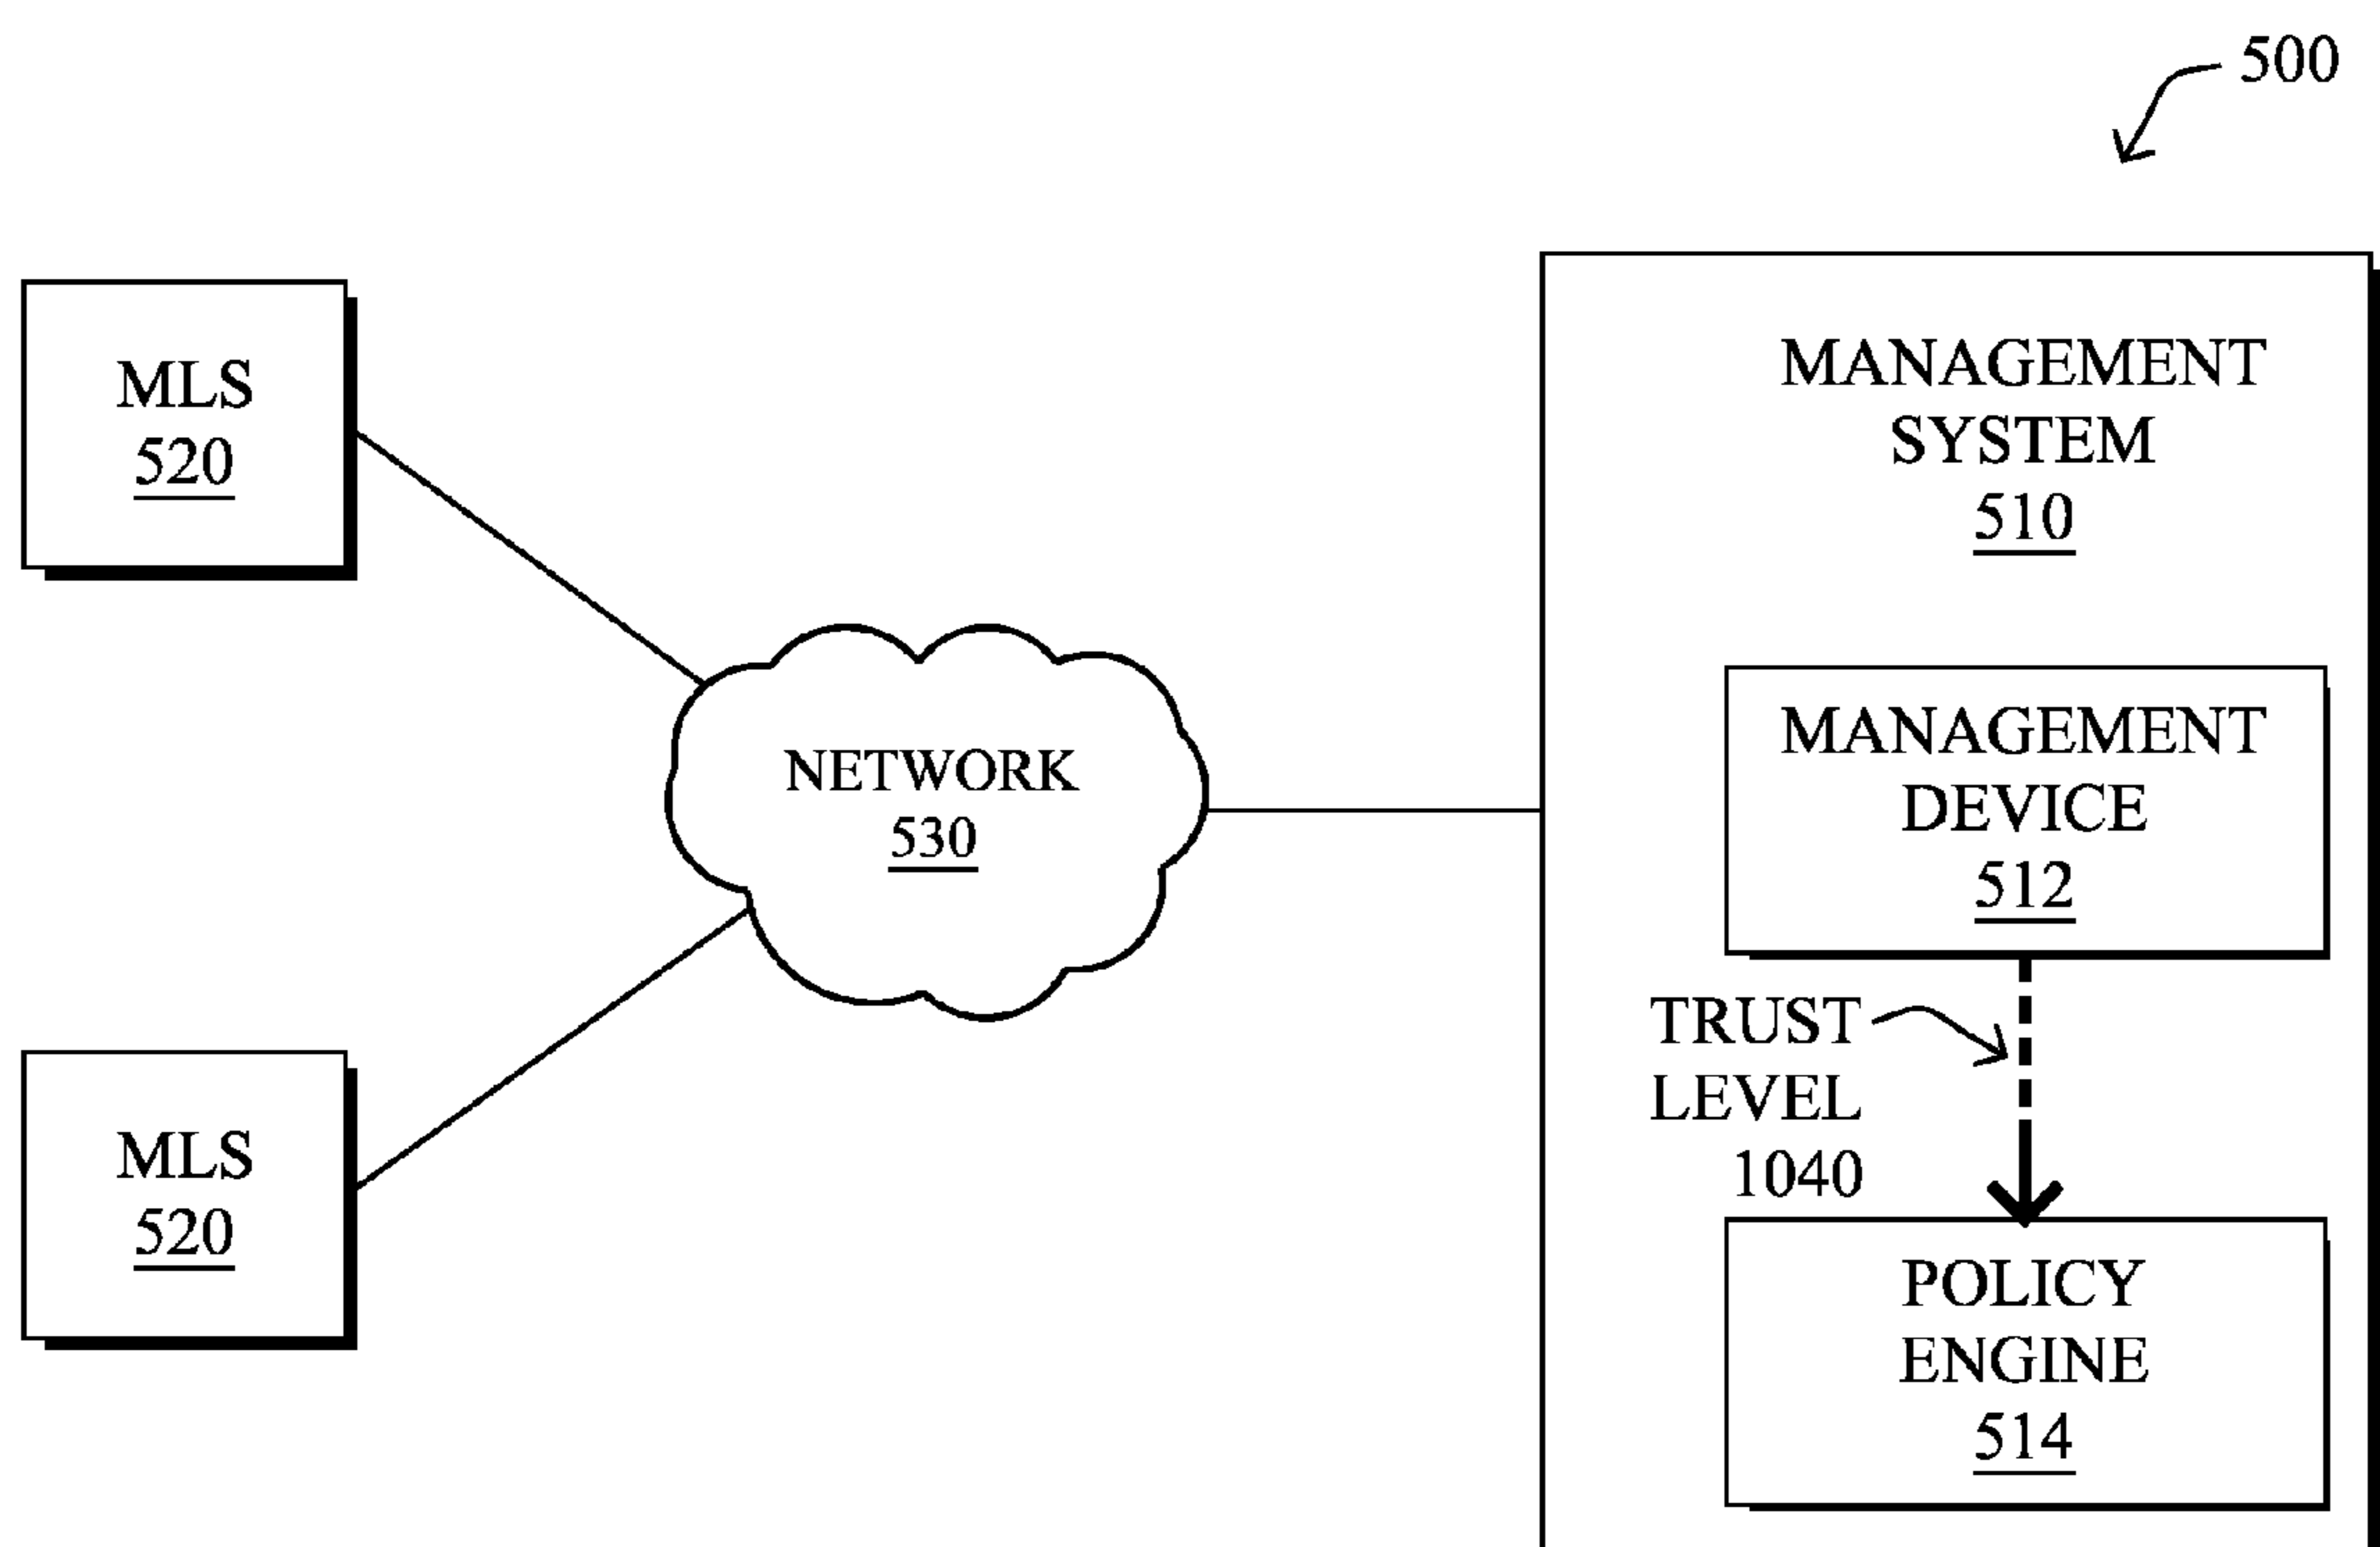 500
MLS
520
MANAGEMENT
SYSTEM
510
NETWORK
530
MANAGEMENT
DEVICE
512
TRUST
LEVEL
1040
MLS
520
POLICY
ENGINE
514